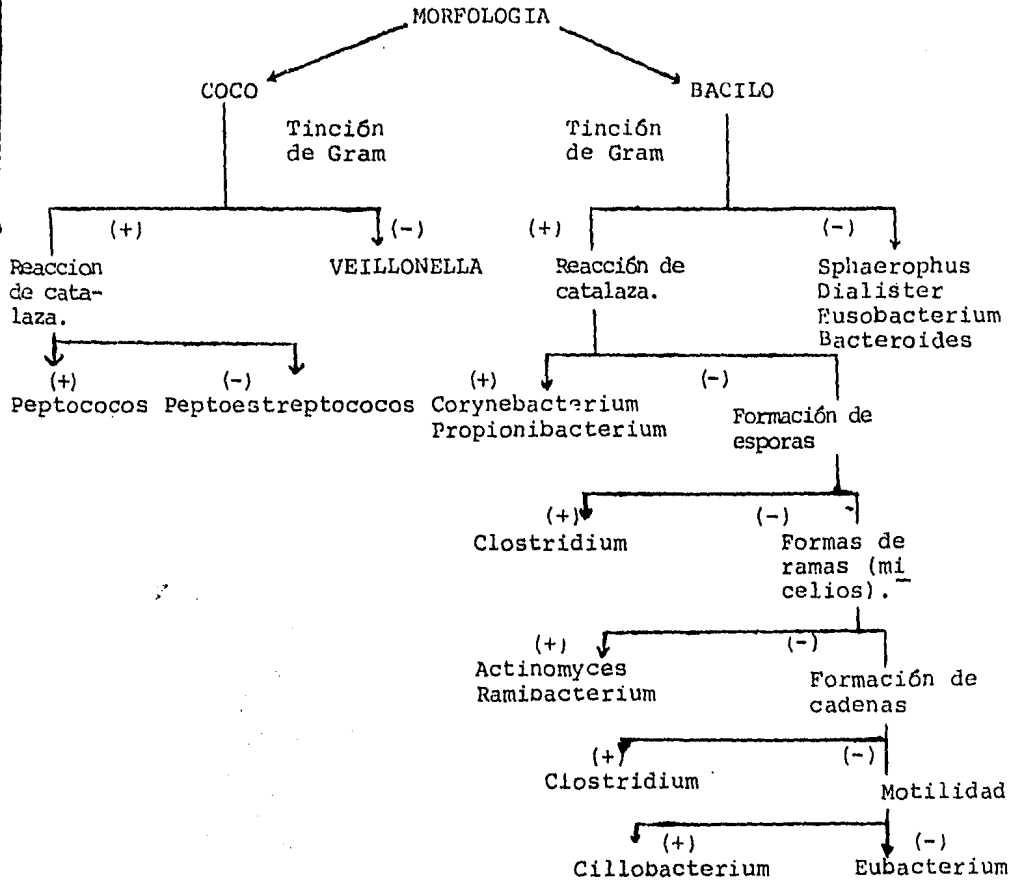 MORFOLOGIA
COCO
BACILO
Tinción
de Gram
Tinción
de Gram
(+)
(-)
(+)
(-)
Reaccion
de cata-
laza.
VEILLONELLA
Reacción de
catalaza.
Sphaerophus
Dialister
Fusobacterium
Bacteroides
(+)
(-)
Peptococos
Peptoestreptococos
(+)
(-)
Corynebacterium
Propionibacterium
Formación de
esporas
(+)
(-)
Clostridium
Formas de
ramas (mi
celios).
(+)
(-)
Actinomyces
Ramibacterium
Formación de
cadenas
(+)
(-)
Clostridium
Motilidad
(+)
(-)
Cillobacterium
Eubacterium